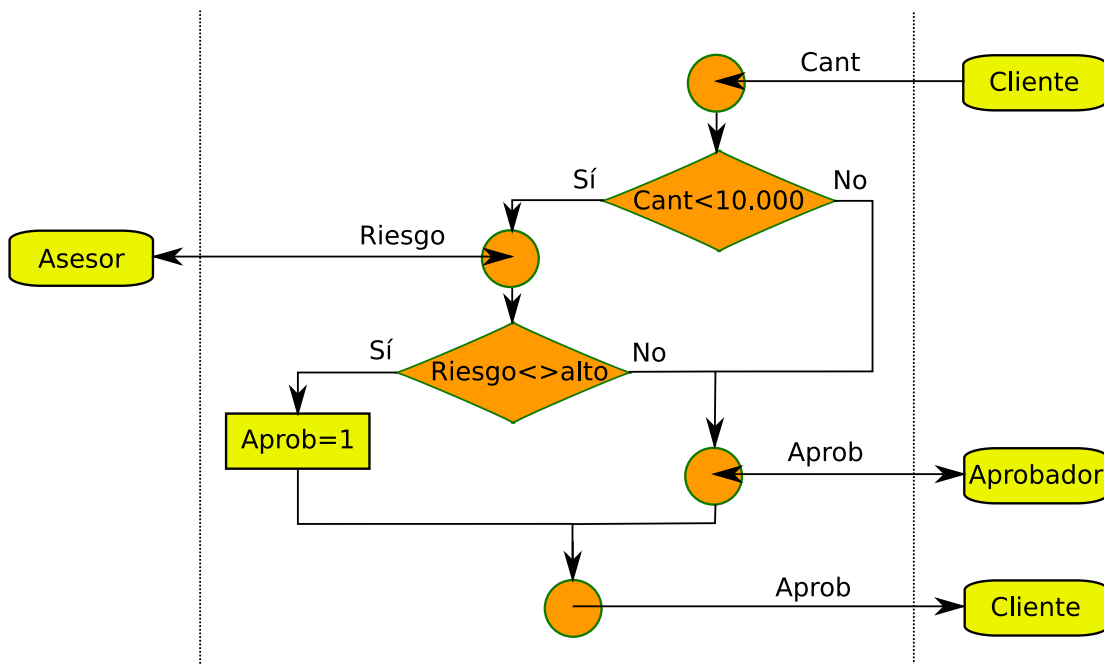 Cant
Cliente
Sí
Cant<10.000
No
Riesgo
Asesor
Sí
Riesgo<>alto
No
Aprob=1
Aprob
Aprobador
Aprob
Cliente